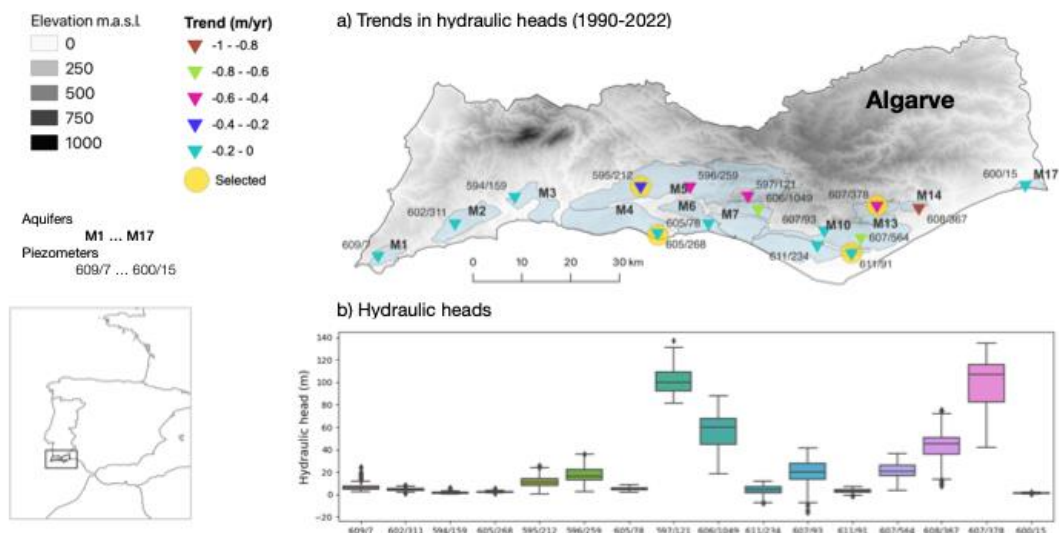 Elevation m.a.s.l.
0
250
500
750
1000
Trend (m/yr)
-1 - -0.8
-0.8 - -0.6
-0.6 - -0.4
-0.4 - -0.2
-0.2 - 0
Selected
Aquifers
M1 ... M17
Piezometers
609/7 ... 600/15
a) Trends in hydraulic heads (1990-2022)
Algarve
600/15
M17
595/212
596/259
597/121
594/159
M3
M5
606/1049
607/378
M14
602/311
M2
M4
M6
605/78
M7
607/93
M10
M13
608/367
609/7
M1
605/268
607/564
611/234
611/91
0 10 20 30 km
b) Hydraulic heads
Hydraulic head (m)
140
120
100
80
60
40
20
0
−20
609/7 602/311 594/159 605/268 595/212 596/259 605/78 597/121 606/1049 611/234 607/93 611/91 607/564 608/367 607/378 600/15